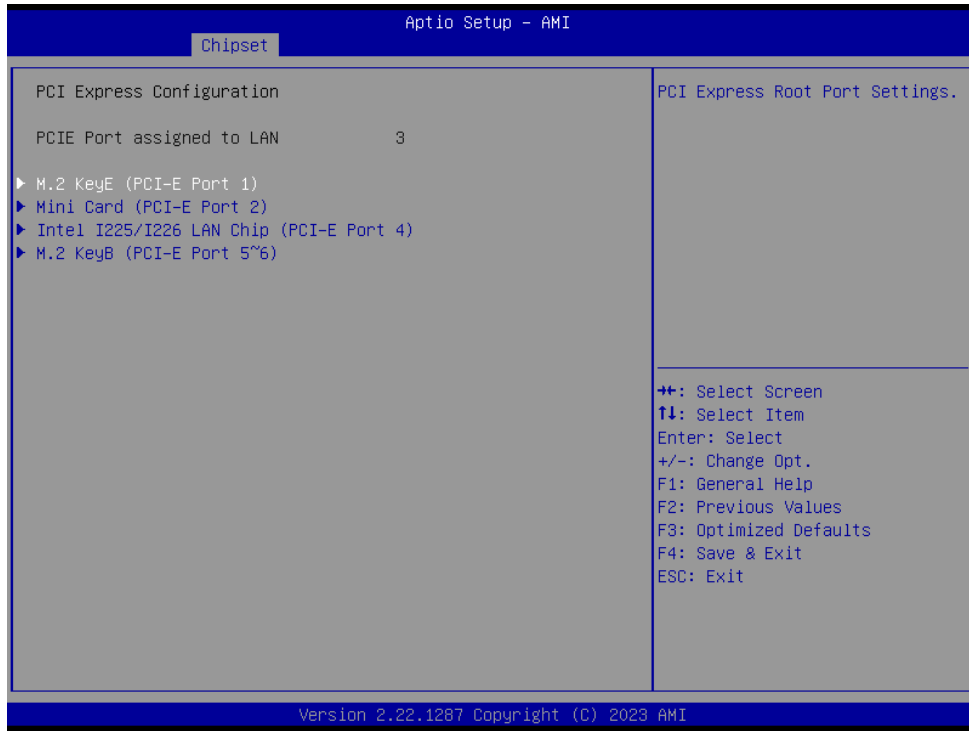 Aptio Setup – AMI
Chipset
PCI Express Configuration
PCIE Port assigned to LAN 3
▶ M.2 KeyE (PCI-E Port 1)
▶ Mini Card (PCI-E Port 2)
▶ Intel I225/I226 LAN Chip (PCI-E Port 4)
▶ M.2 KeyB (PCI-E Port 5~6)
PCI Express Root Port Settings.
→←: Select Screen
↑↓: Select Item
Enter: Select
+/-: Change Opt.
F1: General Help
F2: Previous Values
F3: Optimized Defaults
F4: Save & Exit
ESC: Exit
Version 2.22.1287 Copyright (C) 2023 AMI